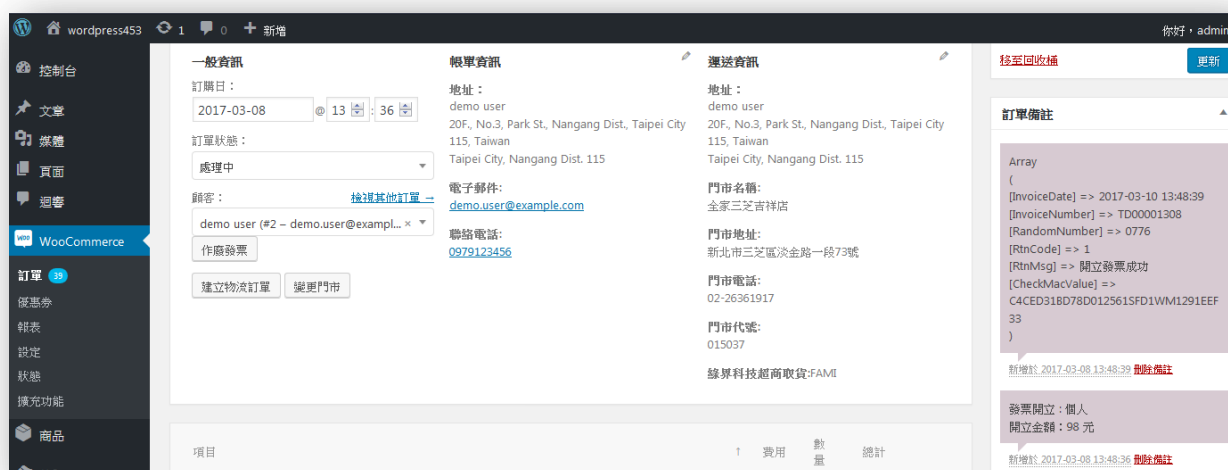 wordpress453 1 0 新增 你好，admin
控制台
文章
媒體
頁面
迴響
WooCommerce
訂單 39
優惠券
報表
設定
狀態
擴充功能
商品
一般資訊
訂購日：
2017-03-08 @ 13 : 36
訂單狀態：
處理中
顧客： 檢視其他訂單 →
demo user (#2 – demo.user@exampl... ×
作廢發票
建立物流訂單 變更門市
帳單資訊
地址：
demo user
20F., No.3, Park St., Nangang Dist., Taipei City
115, Taiwan
Taipei City, Nangang Dist. 115
電子郵件:
demo.user@example.com
聯絡電話:
0979123456
運送資訊
地址：
demo user
20F., No.3, Park St., Nangang Dist., Taipei City
115, Taiwan
Taipei City, Nangang Dist. 115
門市名稱:
全家三芝吉祥店
門市地址:
新北市三芝區淡金路一段73號
門市電話:
02-26361917
門市代號:
015037
綠界科技超商取貨:FAMI
項目 ↑ 費用 數量 總計
移至回收桶 更新
訂單備註
Array
(
[InvoiceDate] => 2017-03-10 13:48:39
[InvoiceNumber] => TD00001308
[RandomNumber] => 0776
[RtnCode] => 1
[RtnMsg] => 開立發票成功
[CheckMacValue] =>
C4CED31BD78D012561SFD1WM1291EEF
33
)
新增於 2017-03-08 13:48:39 刪除備註
發票開立：個人
開立金額：98 元
新增於 2017-03-08 13:48:36 刪除備註